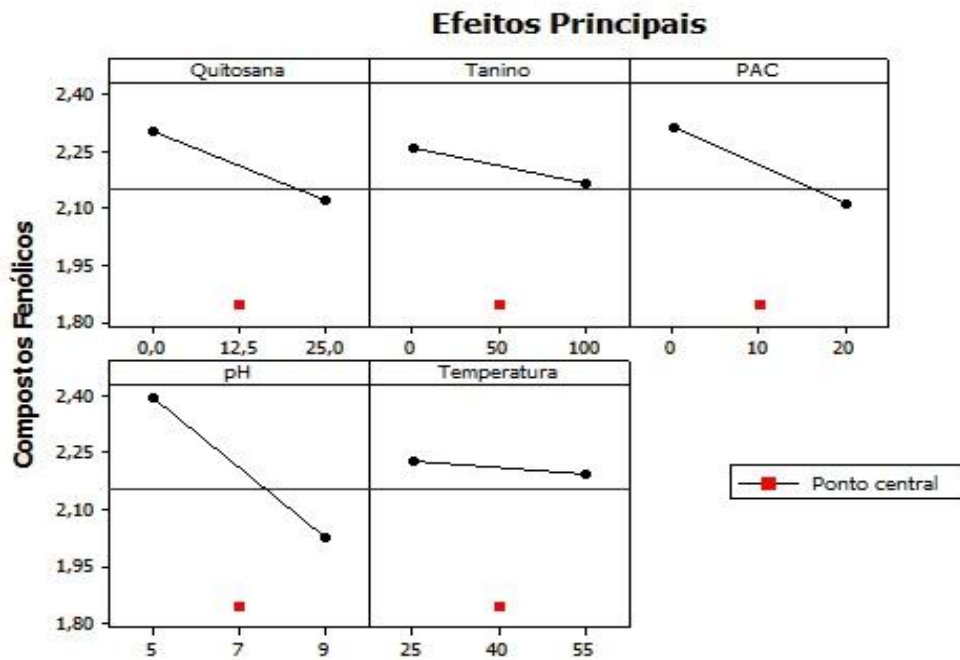 Efeitos Principais
Quitosana Tanino PAC
2,40
2,25
2,10
1,95
1,80
0,0 12,5 25,0 0 50 100 0 10 20
pH Temperatura
2,40
2,25
2,10
1,95
1,80
5 7 9 25 40 55
Compostos Fenólicos
Ponto central